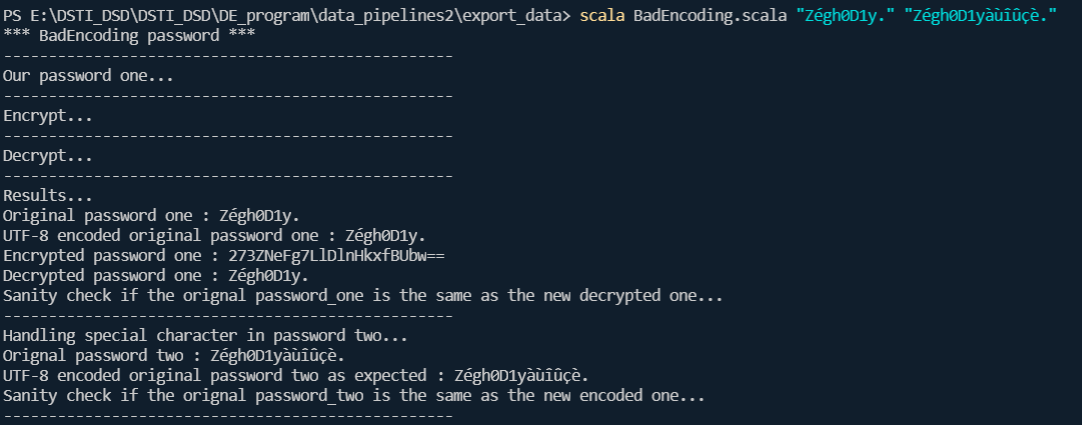 PS E:\DSTI_DSD\DSTI_DSD\DE_program\data_pipelines2\export_data> scala BadEncoding.scala "Zégh0D1y." "Zégh0D1yàùîûçè."
*** BadEncoding password ***
--------------------------------------------------
Our password one...
--------------------------------------------------
Encrypt...
--------------------------------------------------
Decrypt...
--------------------------------------------------
Results...
Original password one : Zégh0D1y.
UTF-8 encoded original password one : Zégh0D1y.
Encrypted password one : 273ZNeFg7LlDlnHkxfBUbw==
Decrypted password one : Zégh0D1y.
Sanity check if the orignal password_one is the same as the new decrypted one...
--------------------------------------------------
Handling special character in password two...
Orignal password two : Zégh0D1yàùîûçè.
UTF-8 encoded original password two as expected : Zégh0D1yàùîûçè.
Sanity check if the orignal password_two is the same as the new encoded one...
--------------------------------------------------